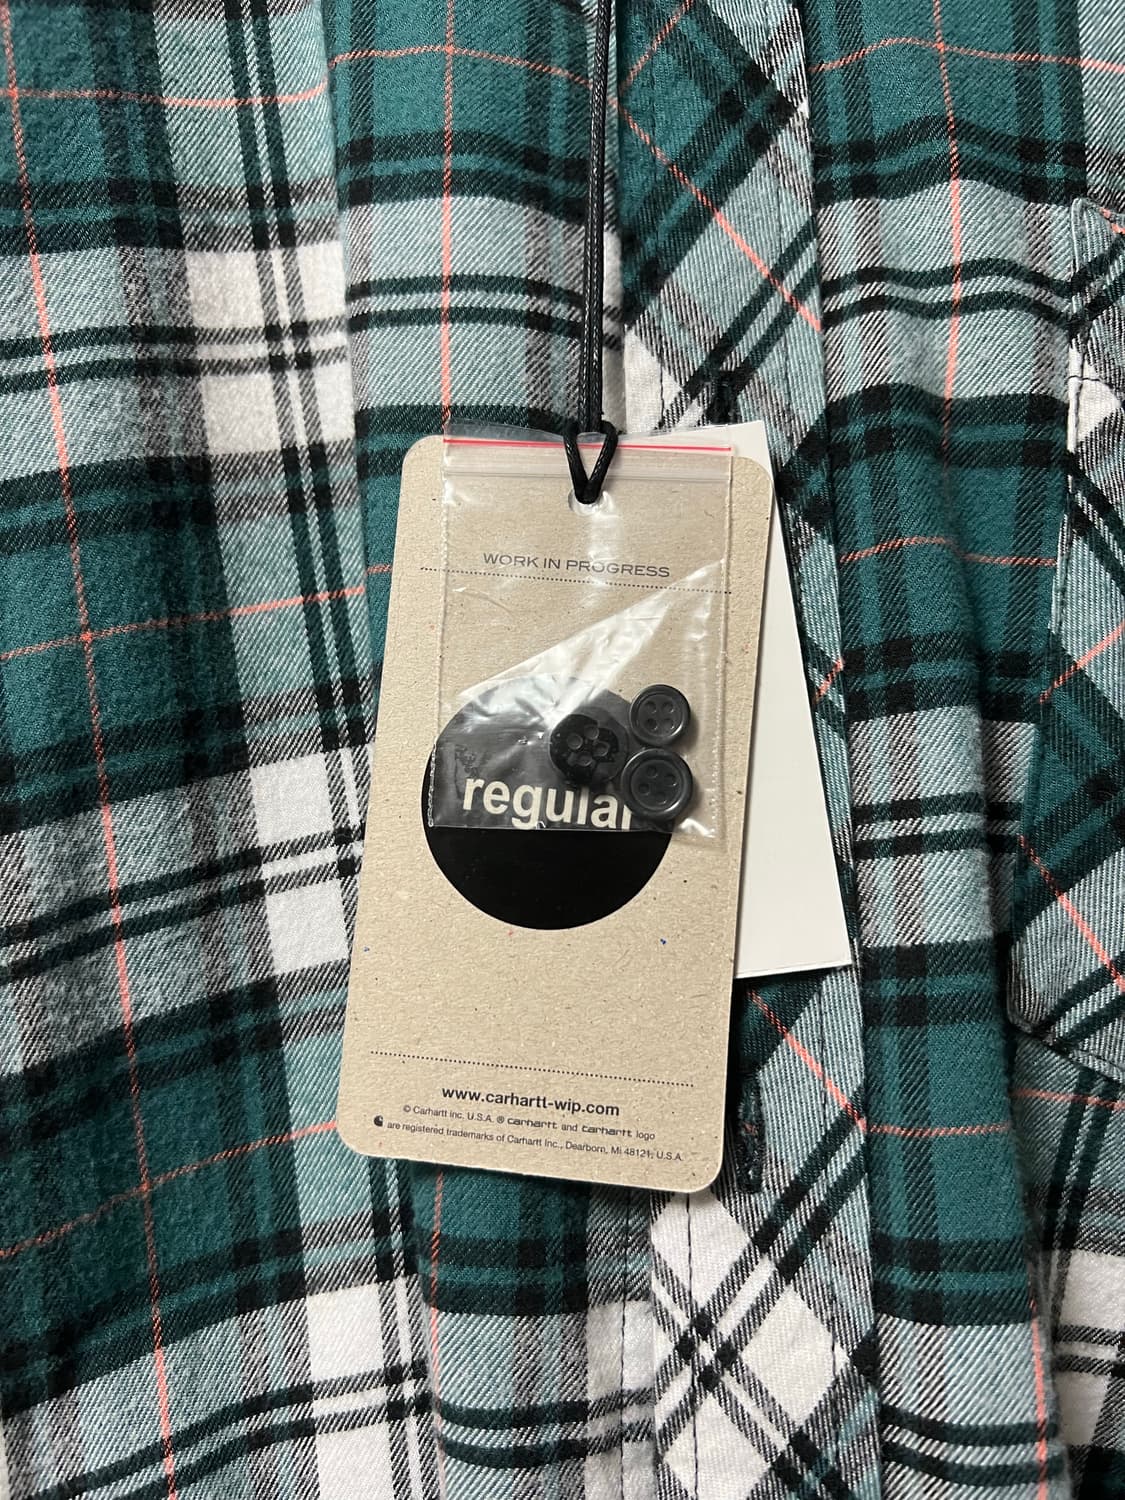 WORK IN PROGRESS
regular
www.carhartt-wip.com
© Carhartt Inc. U.S.A. ® carhartt and carhartt logo
are registered trademarks of Carhartt Inc., Dearborn, Mi 48121, U.S.A.